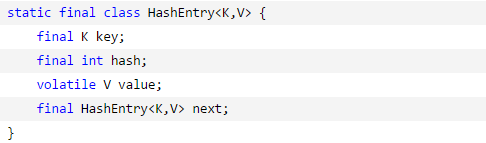 static final class HashEntry<K,V> {
    final K key;
    final int hash;
    volatile V value;
    final HashEntry<K,V> next;
}